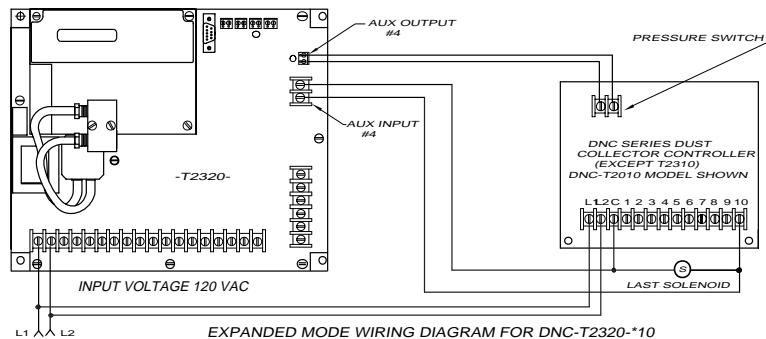 AUX OUTPUT
#4
PRESSURE SWITCH
AUX INPUT
#4
-T2320-
DNC SERIES DUST
COLLECTOR CONTROLLER
(EXCEPT T2310)
DNC-T2010 MODEL SHOWN
L1 L2 C 1 2 3 4 5 6 7 8 9 10
S
LAST SOLENOID
INPUT VOLTAGE 120 VAC
L1 L2
EXPANDED MODE WIRING DIAGRAM FOR DNC-T2320-*10